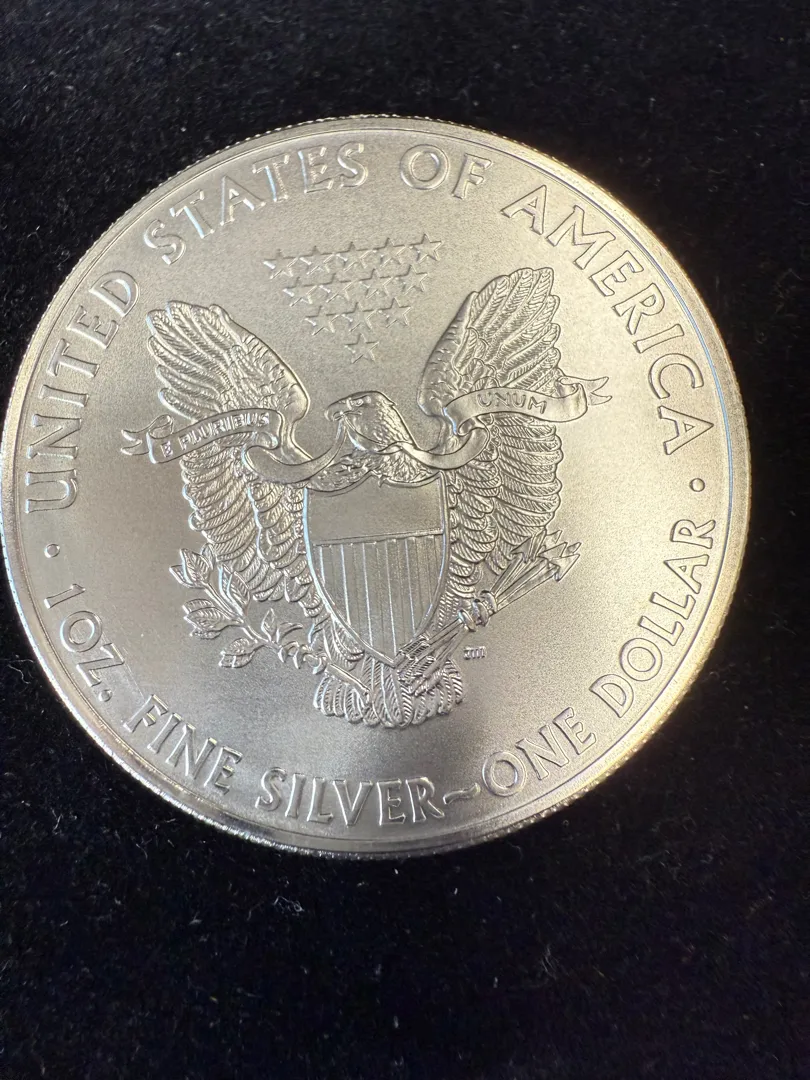 UNITED STATES OF AMERICA
E PLURIBUS
UNUM
• 1 OZ. FINE SILVER~ONE DOLLAR •